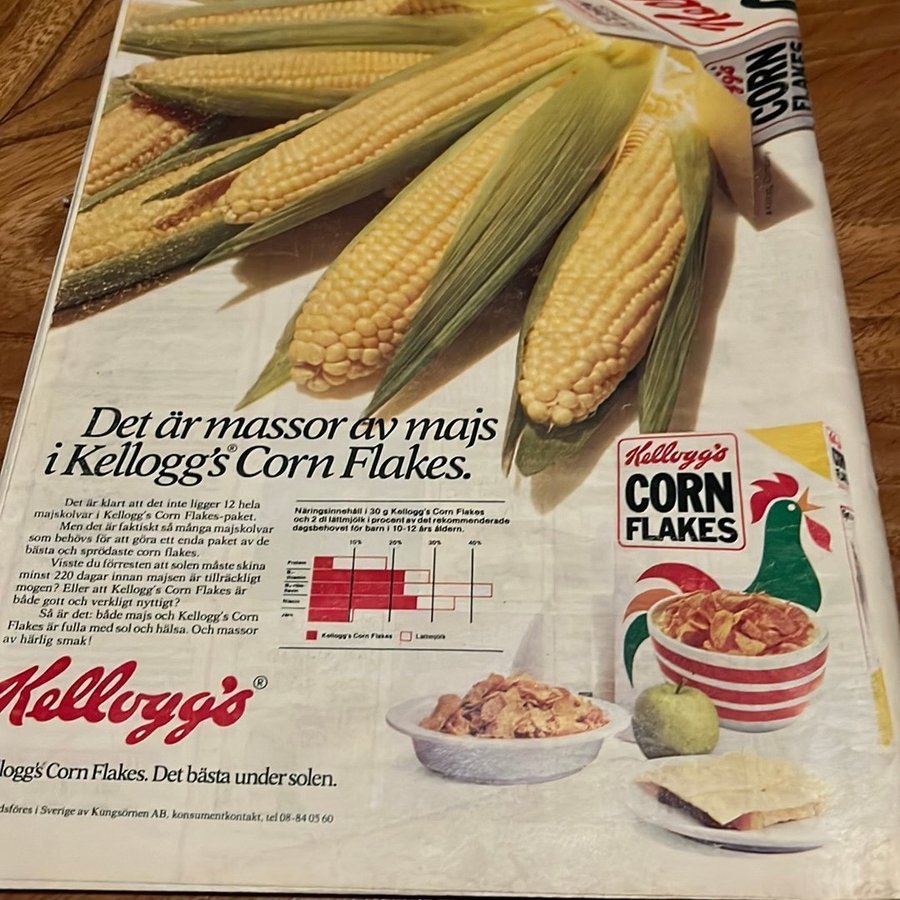 CORN
FLAKES
Det är massor av majs
i Kellogg's® Corn Flakes.
Det är klart att det inte ligger 12 hela
majskolvar i Kellogg's Corn Flakes-paket.
Men det är faktiskt så många majskolvar
som behövs för att göra ett enda paket av de
bästa och sprödaste corn flakes.
Visste du förresten att solen måste skina
minst 220 dagar innan majsen är tillräckligt
mogen? Eller att Kellogg's Corn Flakes är
både gott och verkligt nyttigt?
Så är det: både majs och Kellogg's Corn
Flakes är fulla med sol och hälsa. Och massor
av härlig smak!
Näringsinnehåll i 30 g Kellogg's Corn Flakes
och 2 dl lättmjölk i procent av det rekommenderade
dagsbehovet för barn i 10-12 års åldern.
10% 20% 30% 40%
Protein
Niacin
Järn
Kellogg's Corn Flakes Lättmjölk
Kellogg's
CORN
FLAKES
Kellogg's®
logg's Corn Flakes. Det bästa under solen.
dsföres i Sverige av Kungsörnen AB, konsumentkontakt, tel 08-84 05 60